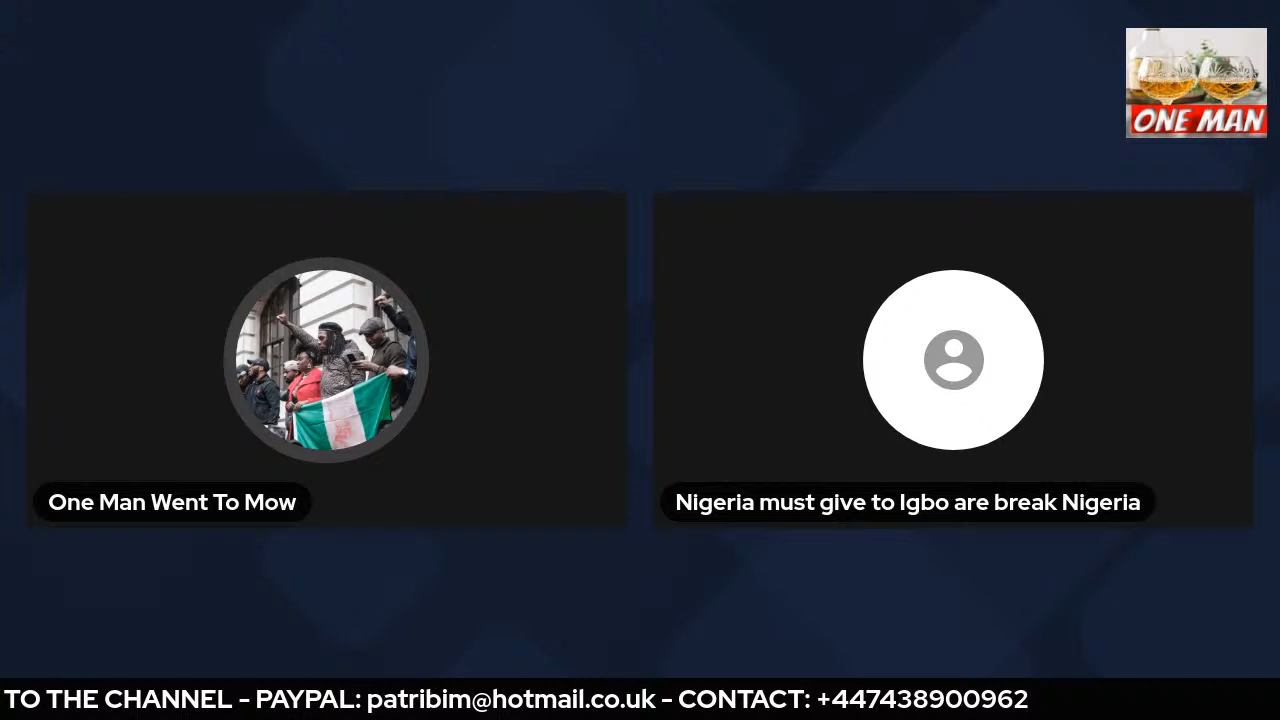 ONE MAN
One Man Went To Mow
Nigeria must give to Igbo are break Nigeria
TO THE CHANNEL - PAYPAL: patribim@hotmail.co.uk - CONTACT: +447438900962